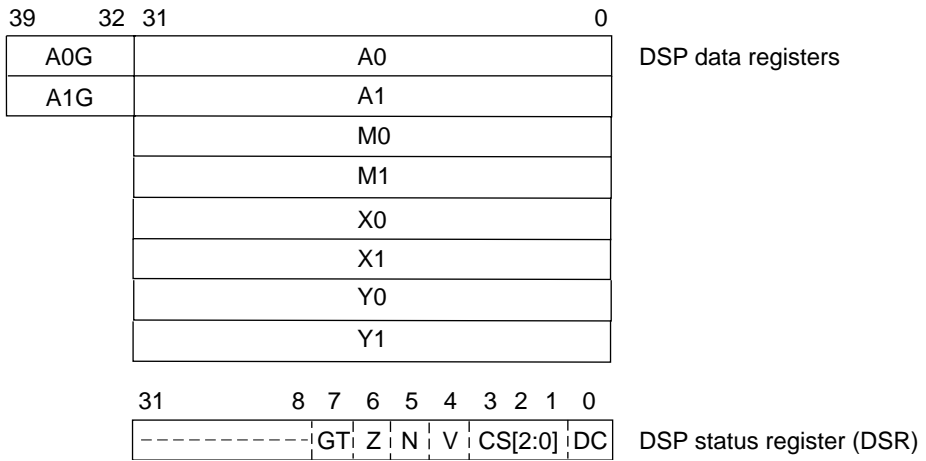 39 32 31 0
A0G A0 DSP data registers
A1G A1
M0
M1
X0
X1
Y0
Y1
31 8 7 6 5 4 3 2 1 0
GT Z N V CS[2:0] DC DSP status register (DSR)